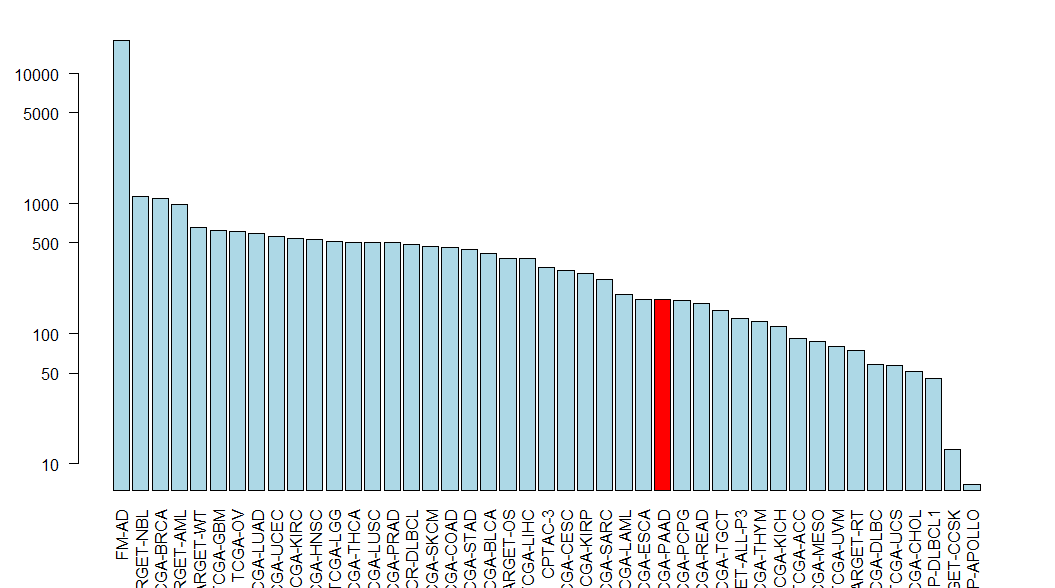 10000
5000
1000
500
100
50
10
FM-AD
RGET-NBL
CGA-BRCA
RGET-AML
ARGET-WT
TCGA-GBM
TCGA-OV
CGA-LUAD
CGA-UCEC
CGA-KIRC
CGA-HNSC
TCGA-LGG
CGA-THCA
CGA-LUSC
CGA-PRAD
CR-DLBCL
CGA-SKCM
CGA-COAD
CGA-STAD
CGA-BLCA
ARGET-OS
TCGA-LIHC
CPTAC-3
CGA-CESC
CGA-KIRP
CGA-SARC
CGA-LAML
CGA-ESCA
CGA-PAAD
CGA-PCPG
CGA-READ
CGA-TGCT
ET-ALL-P3
CGA-THYM
CGA-KICH
TCGA-ACC
CGA-MESO
TCGA-UVM
ARGET-RT
CGA-DLBC
TCGA-UCS
CGA-CHOL
P-DLBCL1
GET-CCSK
P-APOLLO